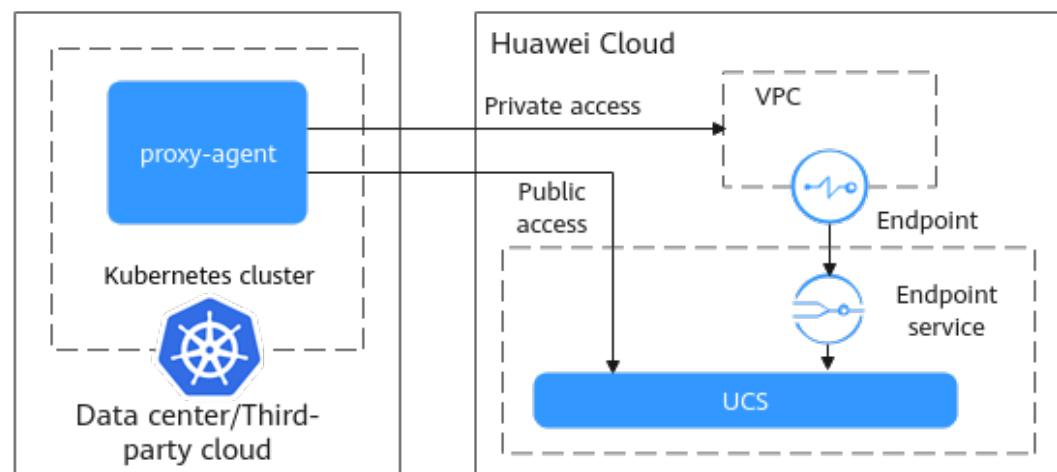 proxy-agent
Kubernetes cluster
Data center/Third-
party cloud
Huawei Cloud
Private access
VPC
Public
access
Endpoint
Endpoint
service
UCS